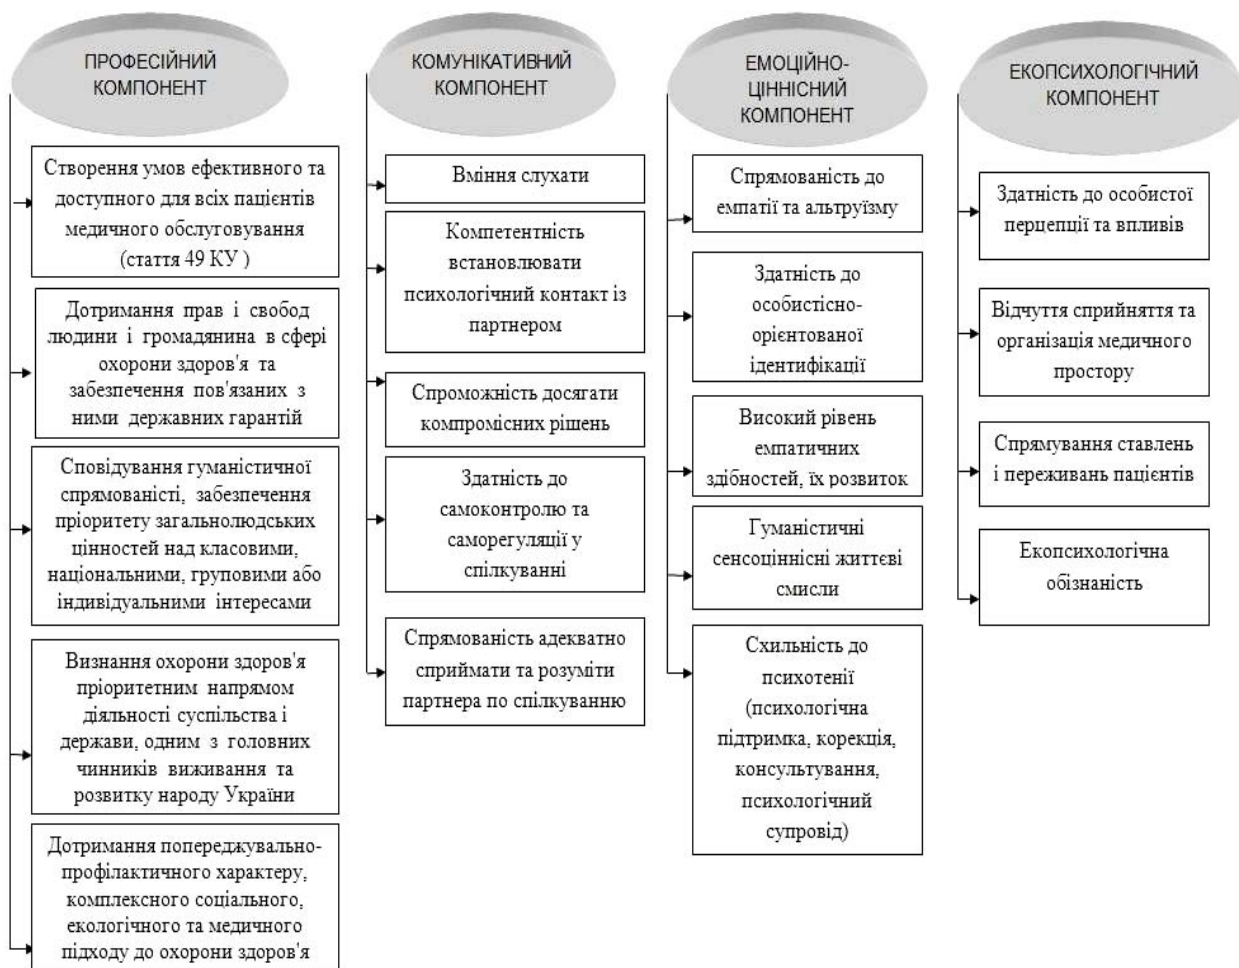 ПРОФЕСІЙНИЙ
КОМПОНЕНТ
Створення умов ефективного та
доступного для всіх пацієнтів
медичного обслуговування
(стаття 49 КУ )
Дотримання прав і свобод
людини і громадянина в сфері
охорони здоров'я та
забезпечення пов'язаних з
ними державних гарантій
Сповідування гуманістичної
спрямованісті, забезпечення
пріоритету загальнолюдських
цінностей над класовими,
національними, груповими або
індивідуальними інтересами
Визнання охорони здоров'я
пріоритетним напрямом
діяльності суспільства і
держави, одним з головних
чинників виживання та
розвитку народу України
Дотримання попереджувально-
профілактичного характеру,
комплексного соціального,
екологічного та медичного
підходу до охорони здоров'я
КОМУНІКАТИВНИЙ
КОМПОНЕНТ
Вміння слухати
Компетентність
встановлювати
психологічний контакт із
партнером
Спроможність досягати
компромісних рішень
Здатність до
самоконтролю та
саморегуляції у
спілкуванні
Спрямованість адекватно
сприймати та розуміти
партнера по спілкуванню
ЕМОЦІЙНО-
ЦІННІСНИЙ
КОМПОНЕНТ
Спрямованість до
емпатії та альтруїзму
Здатність до
особистісно-
орієнтованої
ідентифікації
Високий рівень
емпатичних
здібностей, їх розвиток
Гуманістичні
сенсоціннісні життєві
смисли
Схильність до
психотенії
(психологічна
підтримка, корекція,
консультування,
психологічний
супровід)
ЕКОПСИХОЛОГІЧНИЙ
КОМПОНЕНТ
Здатність до особистої
перцепції та впливів
Відчуття сприйняття та
організація медичного
простору
Спрямування ставлень
і переживань пацієнтів
Екопсихологічна
обізнаність